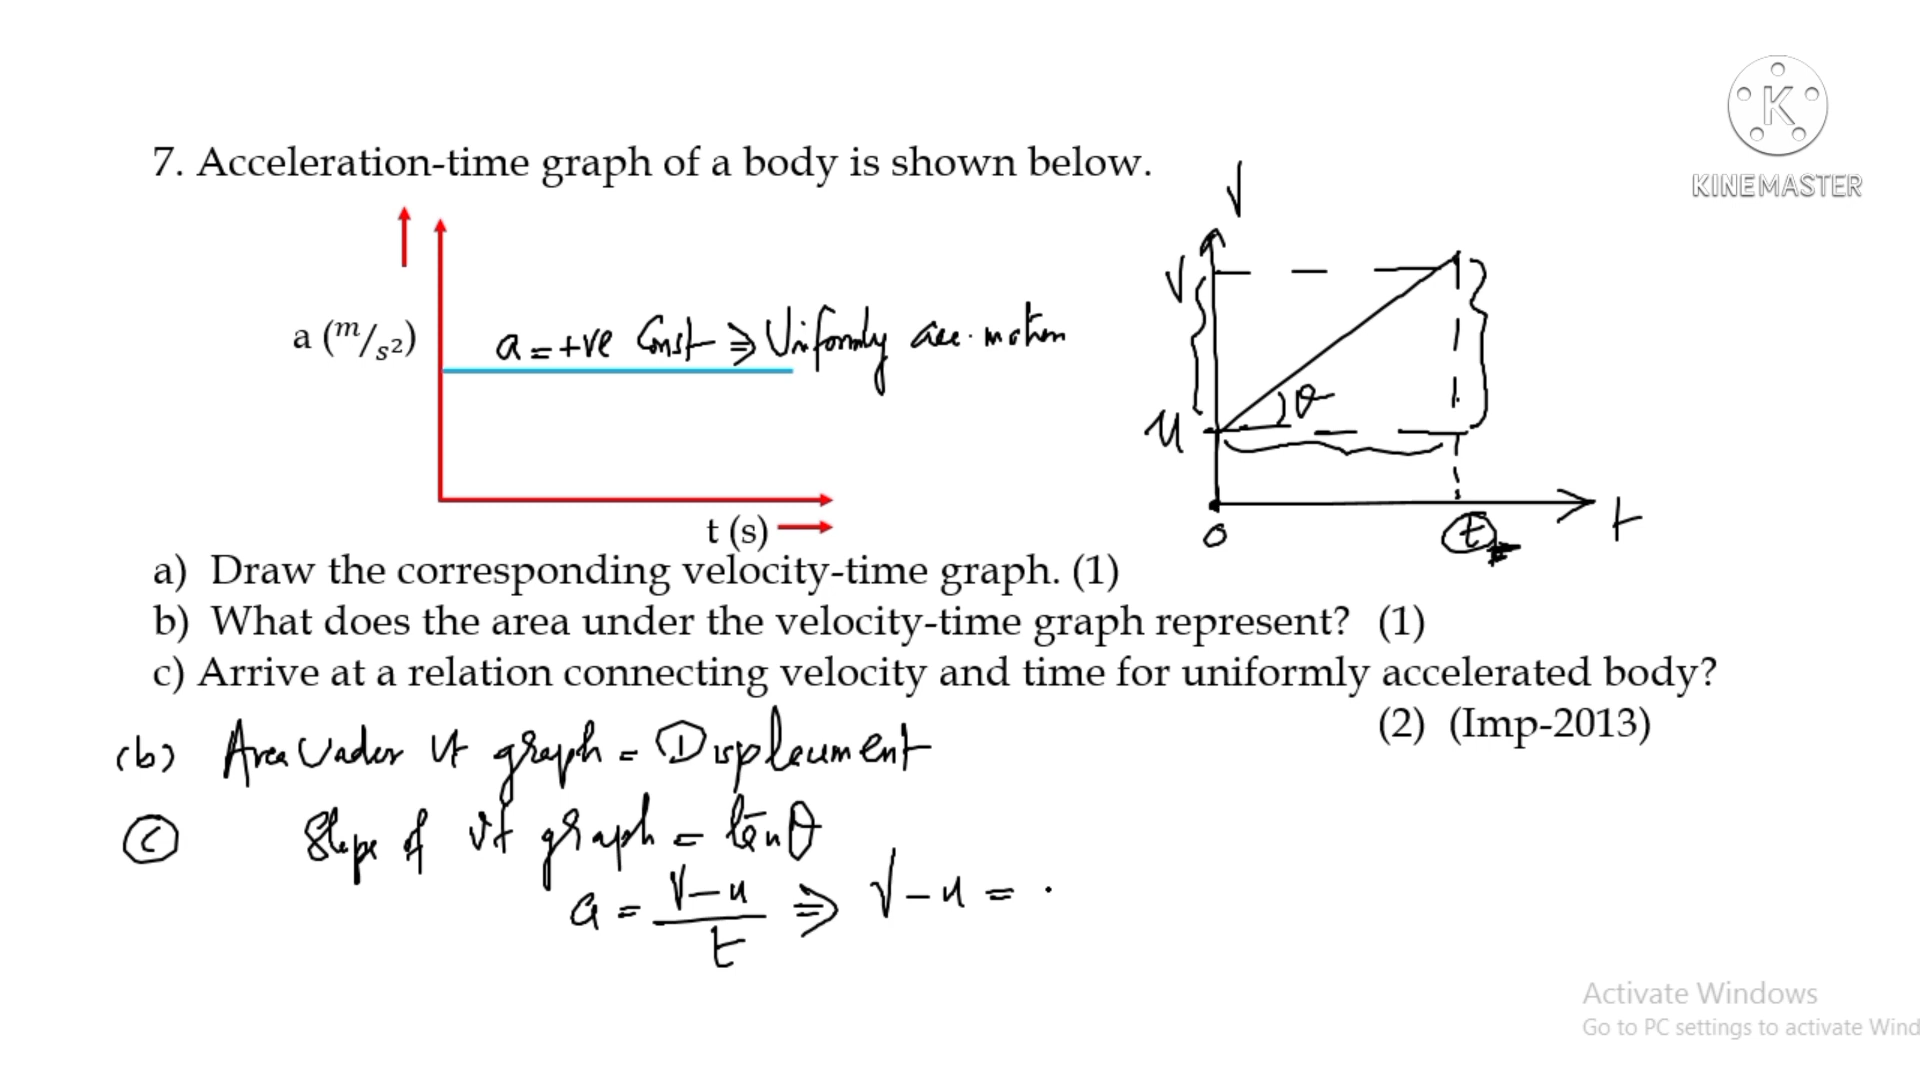 KINEMASTER
7. Acceleration-time graph of a body is shown below.
V
V
a (m/s²)
a = +ve Const ⇒ Uniformly acc. motion
θ
u
t (s)
0
t
t
a) Draw the corresponding velocity-time graph. (1)
b) What does the area under the velocity-time graph represent? (1)
c) Arrive at a relation connecting velocity and time for uniformly accelerated body?
(2) (Imp-2013)
(b) Area Under vt graph = Displacument
(c) Slope of vt graph = tanθ
a = v-u/t ⇒ v-u = .
Activate Windows
Go to PC settings to activate Wind